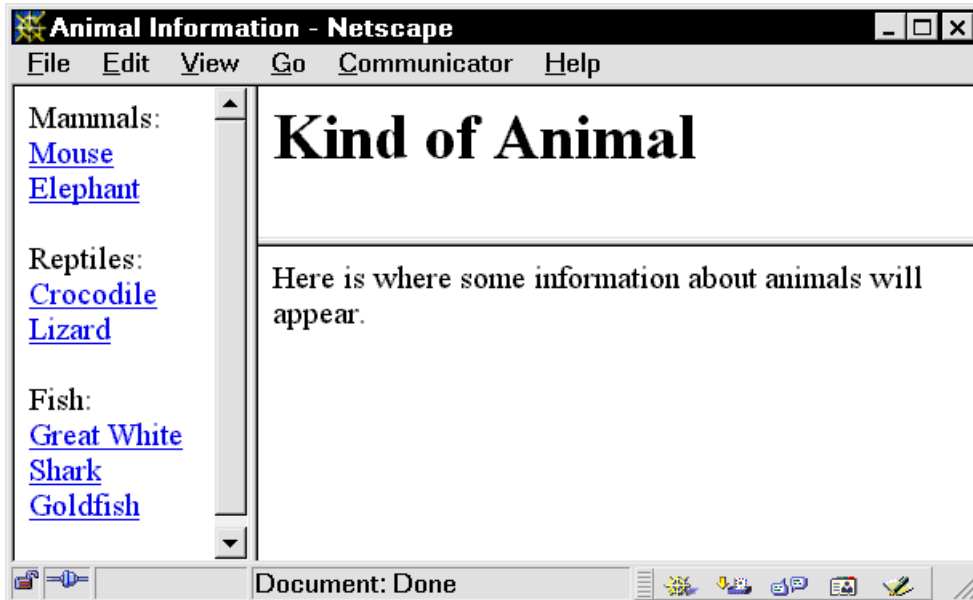 Animal Information - Netscape
File Edit View Go Communicator Help
Mammals:
Mouse
Elephant
Reptiles:
Crocodile
Lizard
Fish:
Great White
Shark
Goldfish
Kind of Animal
Here is where some information about animals will
appear.
Document: Done